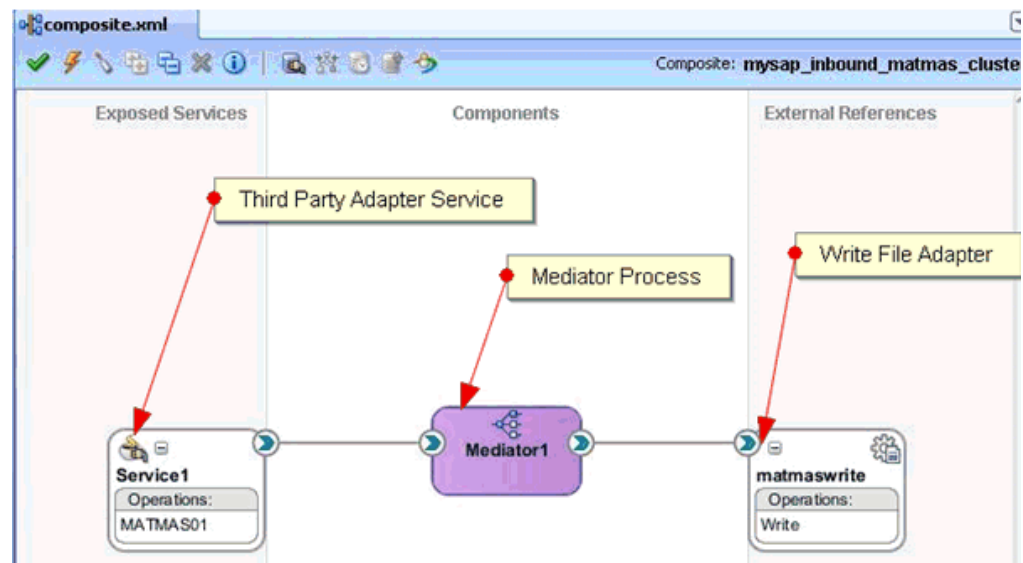 composite.xml
Composite: mysap_inbound_matmas_cluste
Exposed Services
Components
External References
Third Party Adapter Service
Mediator Process
Write File Adapter
Service1
Operations:
MATMAS01
Mediator1
matmaswrite
Operations:
Write